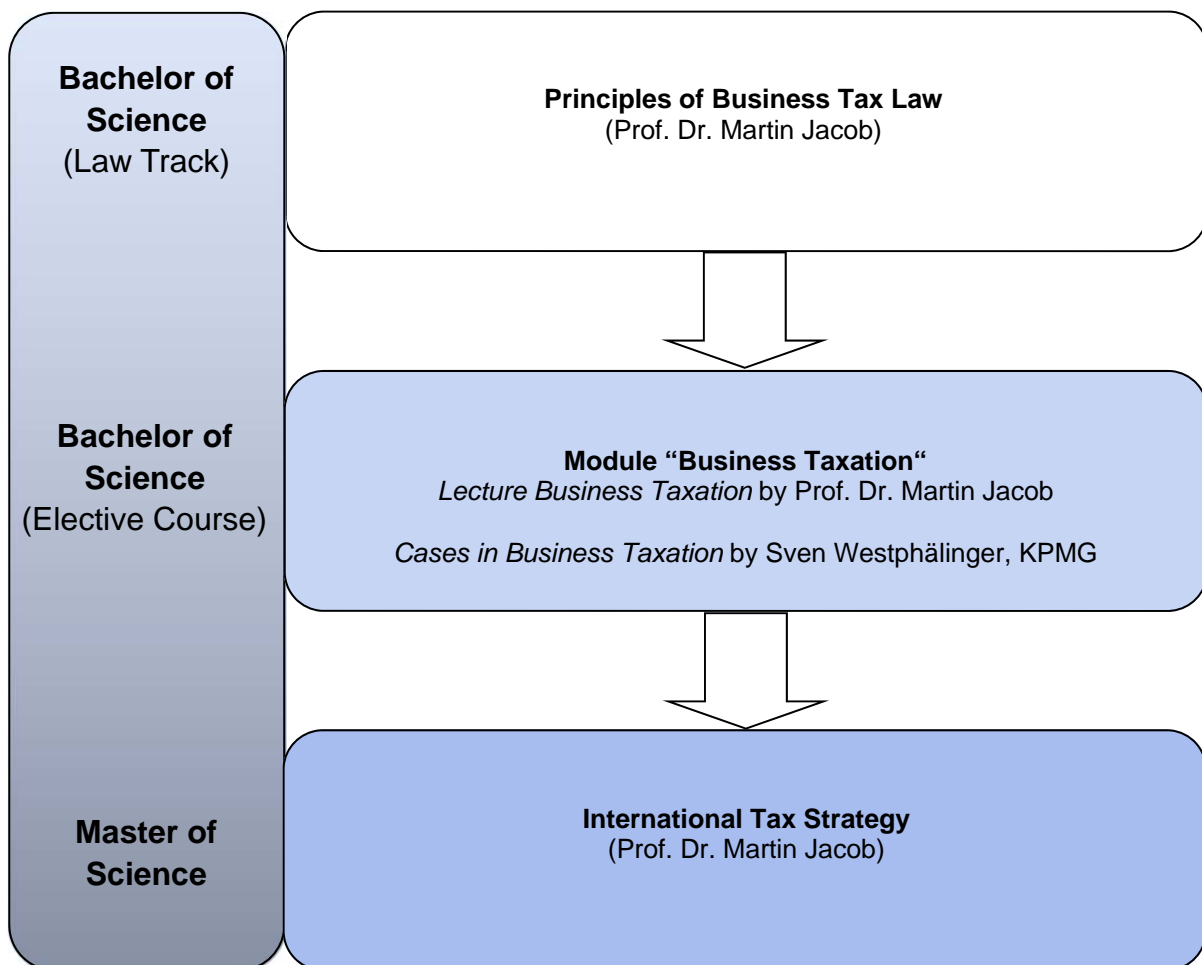 Bachelor of
Science
(Law Track)
Principles of Business Tax Law
(Prof. Dr. Martin Jacob)
Bachelor of
Science
(Elective Course)
Module “Business Taxation“
Lecture Business Taxation by Prof. Dr. Martin Jacob
Cases in Business Taxation by Sven Westphälinger, KPMG
Master of
Science
International Tax Strategy
(Prof. Dr. Martin Jacob)